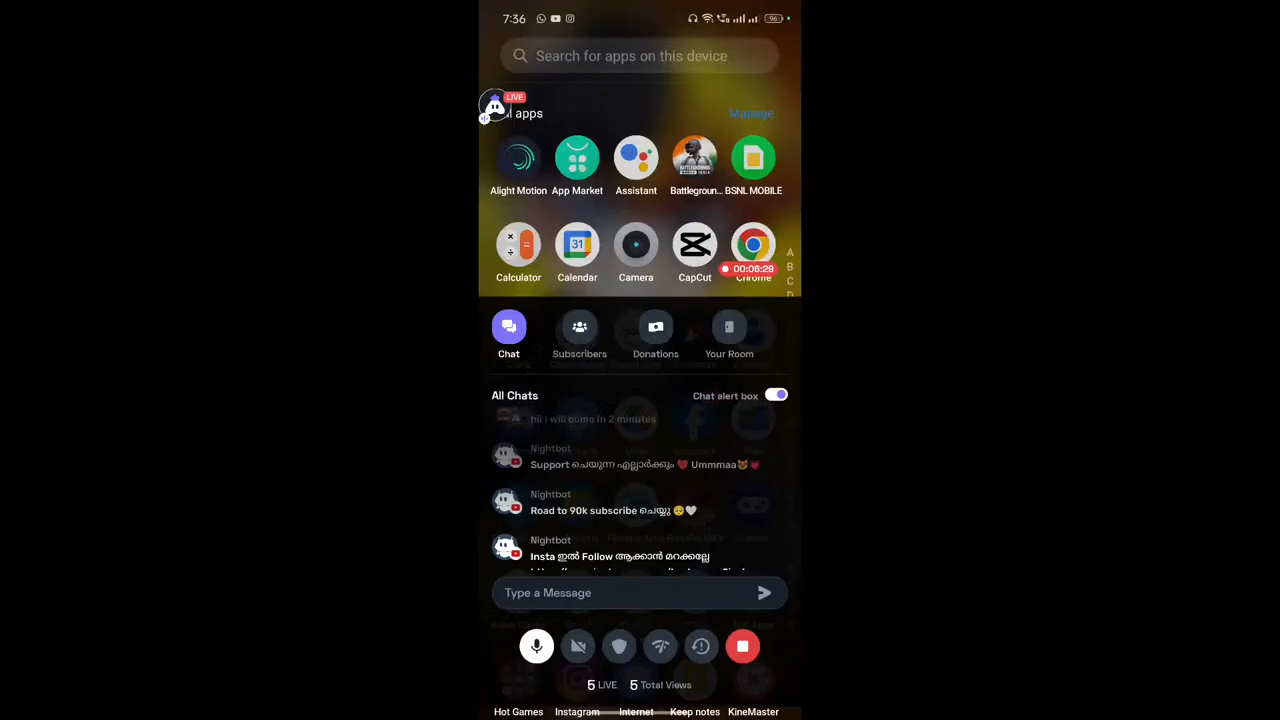 7:36
96
Search for apps on this device
LIVE
apps
Manage
Alight Motion
App Market
Assistant
Battlegroun...
BSNL MOBILE
31
Calculator
Calendar
Camera
CapCut
Chrome
00:06:29
A
B
C
D
Chat
Subscribers
Donations
Your Room
All Chats
Chat alert box
hii i will come in 2 minutes
Nightbot
Support ചെയുന്ന എല്ലാർക്കും ❤️ Ummmaa😻💗
Nightbot
Road to 90k subscribe ചെയ്യൂ 🥺🤍
Nightbot
Insta ഇൽ Follow ആക്കാൻ മറക്കല്ലേ
Type a Message
5 LIVE 5 Total Views
Hot Games
Instagram
Internet
Keep notes
KineMaster